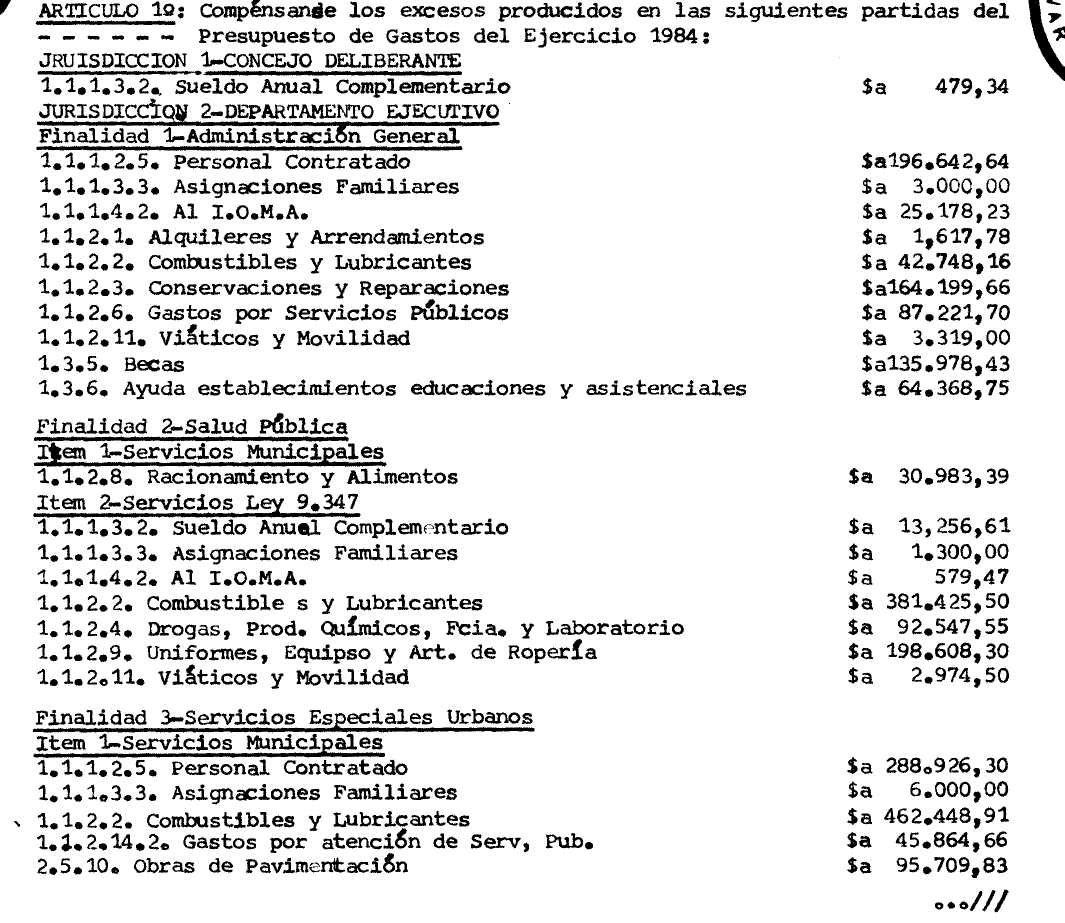 ARTICULO 1º: Compénsande los excesos producidos en las siguientes partidas del
- - - - - - Presupuesto de Gastos del Ejercicio 1984:
JRUISDICCION 1-CONCEJO DELIBERANTE
1.1.1.3.2. Sueldo Anual Complementario $a 479,34
JURISDICCIÓN 2-DEPARTAMENTO EJECUTIVO
Finalidad 1-Administración General
1.1.1.2.5. Personal Contratado $a196.642,64
1.1.1.3.3. Asignaciones Familiares $a 3.000,00
1.1.1.4.2. Al I.O.M.A. $a 25.178,23
1.1.2.1. Alquileres y Arrendamientos $a 1,617,78
1.1.2.2. Combustibles y Lubricantes $a 42.748,16
1.1.2.3. Conservaciones y Reparaciones $a164.199,66
1.1.2.6. Gastos por Servicios Públicos $a 87.221,70
1.1.2.11. Viáticos y Movilidad $a 3.319,00
1.3.5. Becas $a135.978,43
1.3.6. Ayuda establecimientos educaciones y asistenciales $a 64.368,75
Finalidad 2-Salud Pública
Item 1-Servicios Municipales
1.1.2.8. Racionamiento y Alimentos $a 30.983,39
Item 2-Servicios Ley 9.347
1.1.1.3.2. Sueldo Anual Complementario $a 13,256,61
1.1.1.3.3. Asignaciones Familiares $a 1.300,00
1.1.1.4.2. Al I.O.M.A. $a 579,47
1.1.2.2. Combustible s y Lubricantes $a 381.425,50
1.1.2.4. Drogas, Prod. Químicos, Fcia. y Laboratorio $a 92.547,55
1.1.2.9. Uniformes, Equipso y Art. de Ropería $a 198.608,30
1.1.2.11. Viáticos y Movilidad $a 2.974,50
Finalidad 3-Servicios Especiales Urbanos
Item 1-Servicios Municipales
1.1.1.2.5. Personal Contratado $a 288.926,30
1.1.1.3.3. Asignaciones Familiares $a 6.000,00
1.1.2.2. Combustibles y Lubricantes $a 462.448,91
1.1.2.14.2. Gastos por atención de Serv, Pub. $a 45.864,66
2.5.10. Obras de Pavimentación $a 95.709,83
...///